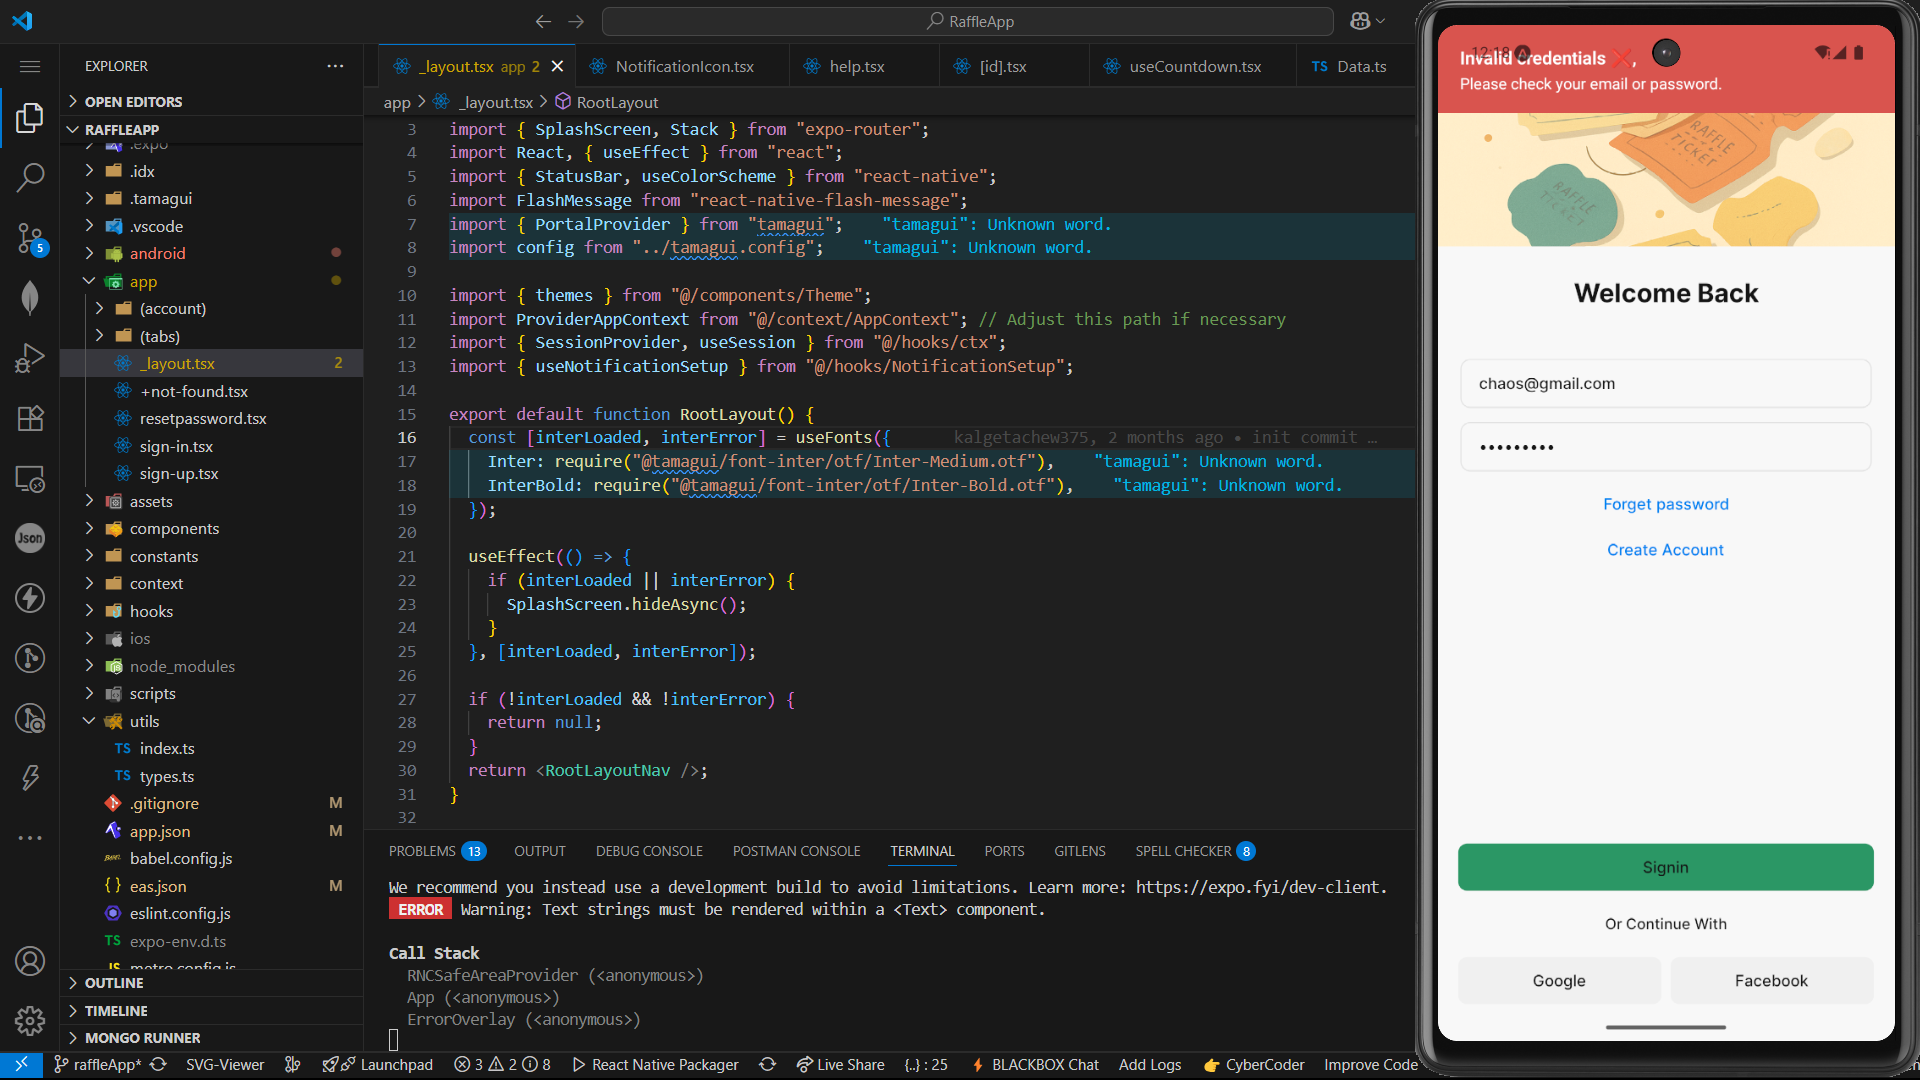 RaffleApp
EXPLORER
OPEN EDITORS
RAFFLEAPP
.expo
.idx
.tamagui
.vscode
android
app
(account)
(tabs)
_layout.tsx 2
+not-found.tsx
resetpassword.tsx
sign-in.tsx
sign-up.tsx
assets
components
constants
context
hooks
ios
node_modules
scripts
utils
TS index.ts
TS types.ts
.gitignore M
app.json M
babel.config.js
eas.json M
eslint.config.js
TS expo-env.d.ts
JS metro.config.js
OUTLINE
TIMELINE
MONGO RUNNER
5
Json
_layout.tsx app 2
NotificationIcon.tsx
help.tsx
[id].tsx
useCountdown.tsx
TS Data.ts
app > _layout.tsx > RootLayout
3 import { SplashScreen, Stack } from "expo-router";
4 import React, { useEffect } from "react";
5 import { StatusBar, useColorScheme } from "react-native";
6 import FlashMessage from "react-native-flash-message";
7 import { PortalProvider } from "tamagui"; "tamagui": Unknown word.
8 import config from "../tamagui.config"; "tamagui": Unknown word.
9
10 import { themes } from "@/components/Theme";
11 import ProviderAppContext from "@/context/AppContext"; // Adjust this path if necessary
12 import { SessionProvider, useSession } from "@/hooks/ctx";
13 import { useNotificationSetup } from "@/hooks/NotificationSetup";
14
15 export default function RootLayout() {
16 const [interLoaded, interError] = useFonts({ kalgetachew375, 2 months ago • init commit …
17 Inter: require("@tamagui/font-inter/otf/Inter-Medium.otf"), "tamagui": Unknown word.
18 InterBold: require("@tamagui/font-inter/otf/Inter-Bold.otf"), "tamagui": Unknown word.
19 });
20
21 useEffect(() => {
22 if (interLoaded || interError) {
23 SplashScreen.hideAsync();
24 }
25 }, [interLoaded, interError]);
26
27 if (!interLoaded && !interError) {
28 return null;
29 }
30 return <RootLayoutNav />;
31 }
32
PROBLEMS 13
OUTPUT
DEBUG CONSOLE
POSTMAN CONSOLE
TERMINAL
PORTS
GITLENS
SPELL CHECKER 8
We recommend you instead use a development build to avoid limitations. Learn more: https://expo.fyi/dev-client.
ERROR Warning: Text strings must be rendered within a <Text> component.
Call Stack
RNCSafeAreaProvider (<anonymous>)
App (<anonymous>)
ErrorOverlay (<anonymous>)
raffleApp*
SVG-Viewer
Launchpad
3 2 8
React Native Packager
Live Share
{..} : 25
BLACKBOX Chat
Add Logs
CyberCoder
Improve Code
12:18
Invalid Credentials ❌,
Please check your email or password.
RAFFLE
TICKET
RAFFLE
TICKET
Welcome Back
chaos@gmail.com
•••••••••
Forget password
Create Account
Signin
Or Continue With
Google
Facebook